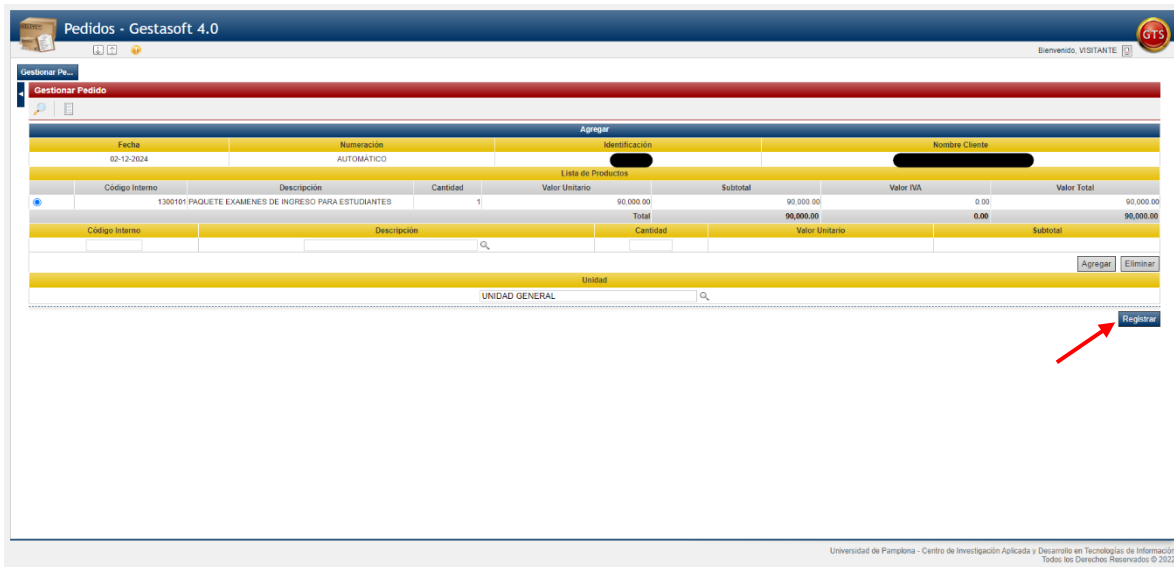 Pedidos - Gestasoft 4.0
GTS
Bienvenido, VISITANTE
Gestionar Pe...
Gestionar Pedido
Agregar
Fecha Numeración Identificación Nombre Cliente
02-12-2024 AUTOMÁTICO
Lista de Productos
Código Interno Descripción Cantidad Valor Unitario Subtotal Valor IVA Valor Total
1300101 PAQUETE EXAMENES DE INGRESO PARA ESTUDIANTES 1 90,000.00 90,000.00 0.00 90,000.00
Total 90,000.00 0.00 90,000.00
Código Interno Descripción Cantidad Valor Unitario Subtotal
Agregar Eliminar
Unidad
UNIDAD GENERAL
Registrar
Universidad de Pamplona - Centro de Investigación Aplicada y Desarrollo en Tecnologías de Información
Todos los Derechos Reservados © 2022